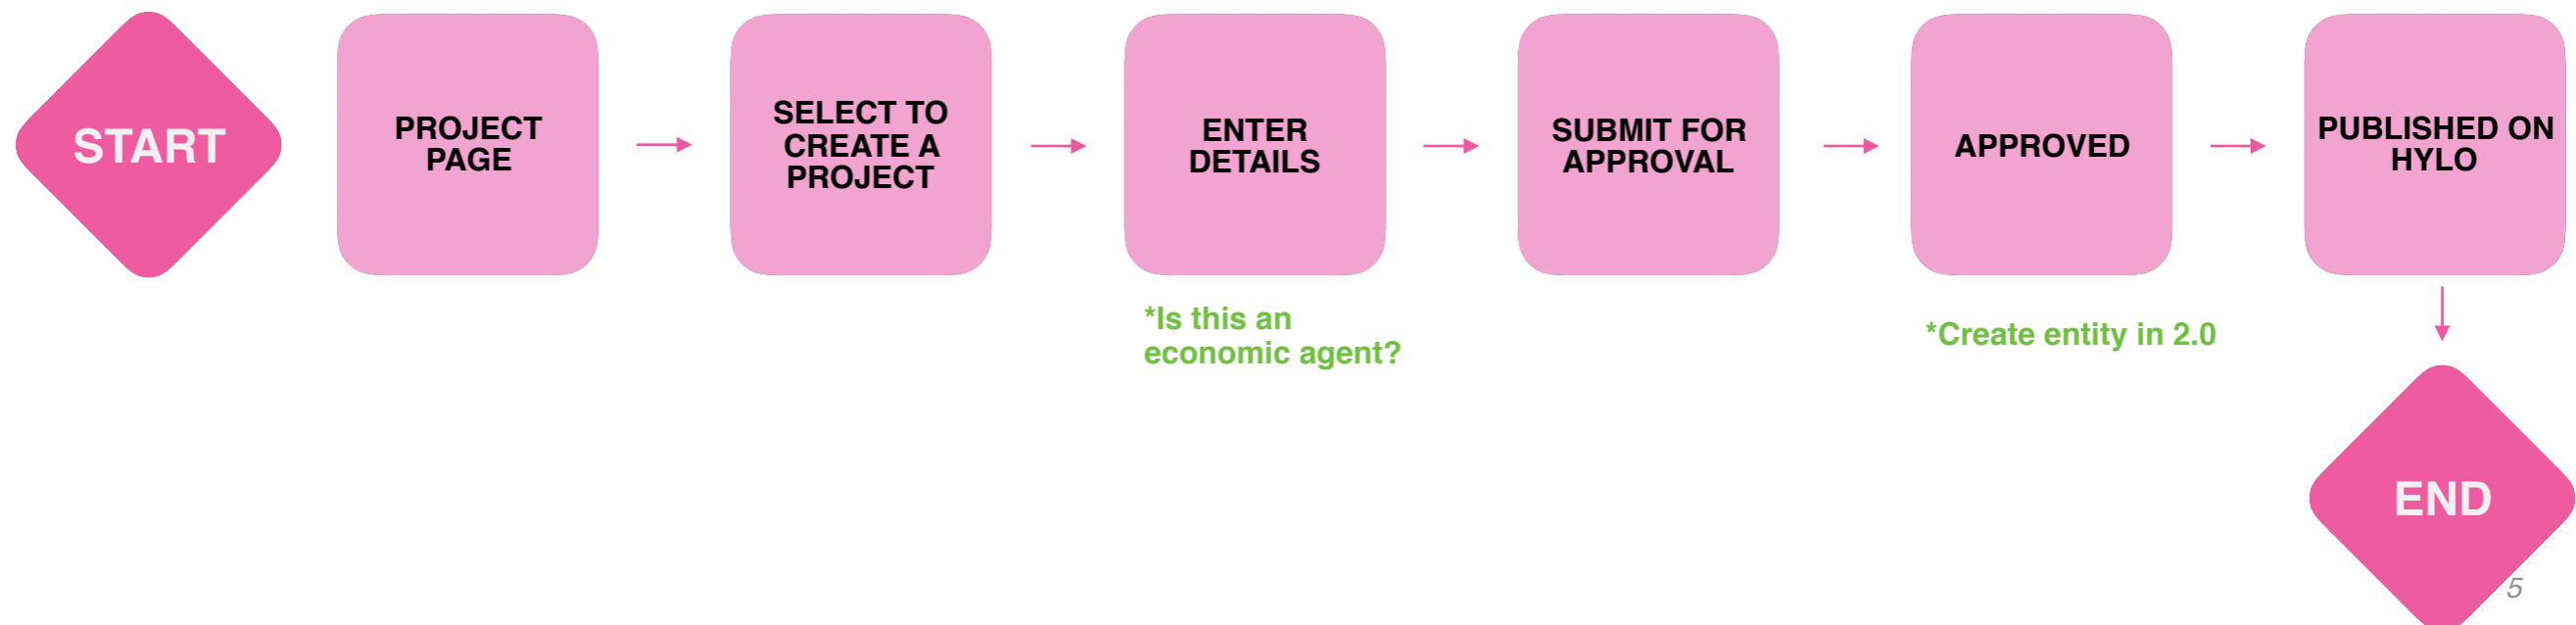 START
PROJECT
PAGE
SELECT TO
CREATE A
PROJECT
ENTER
DETAILS
SUBMIT FOR
APPROVAL
APPROVED
PUBLISHED ON
HYLO
*Is this an
economic agent?
*Create entity in 2.0
END
5